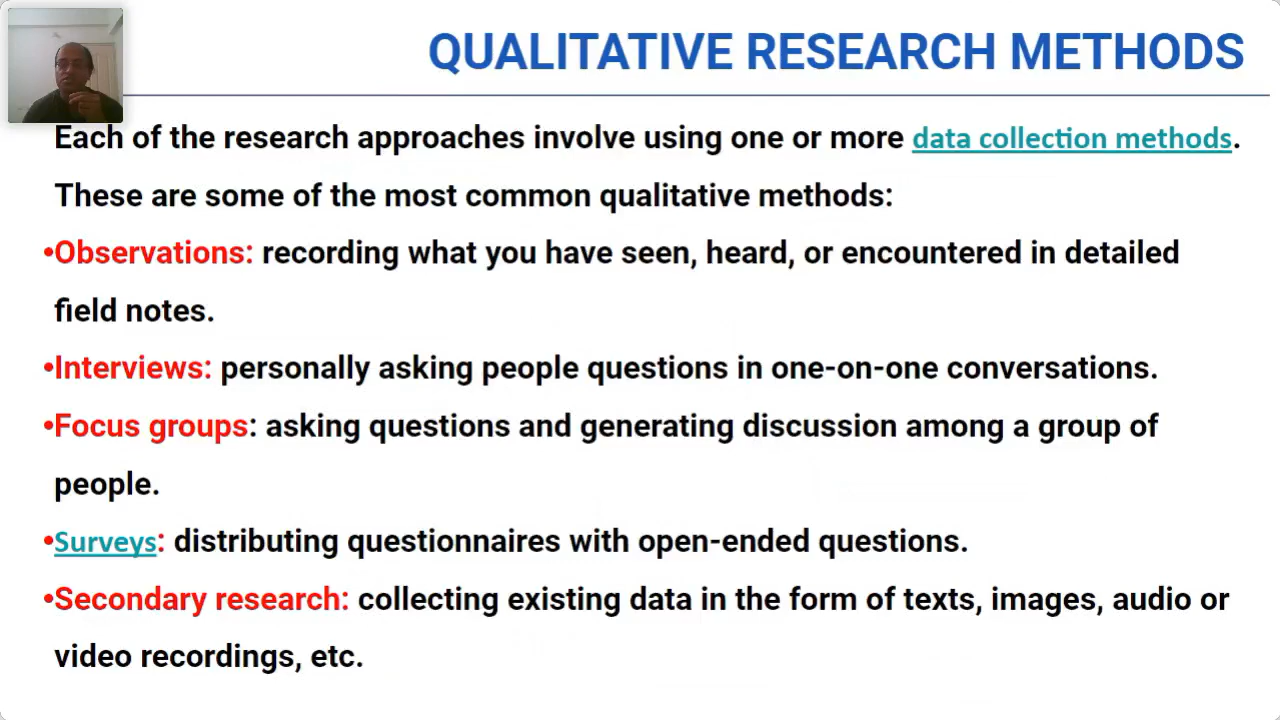 QUALITATIVE RESEARCH METHODS
Each of the research approaches involve using one or more data collection methods.
These are some of the most common qualitative methods:
•Observations: recording what you have seen, heard, or encountered in detailed
field notes.
•Interviews: personally asking people questions in one-on-one conversations.
•Focus groups: asking questions and generating discussion among a group of
people.
•Surveys: distributing questionnaires with open-ended questions.
•Secondary research: collecting existing data in the form of texts, images, audio or
video recordings, etc.